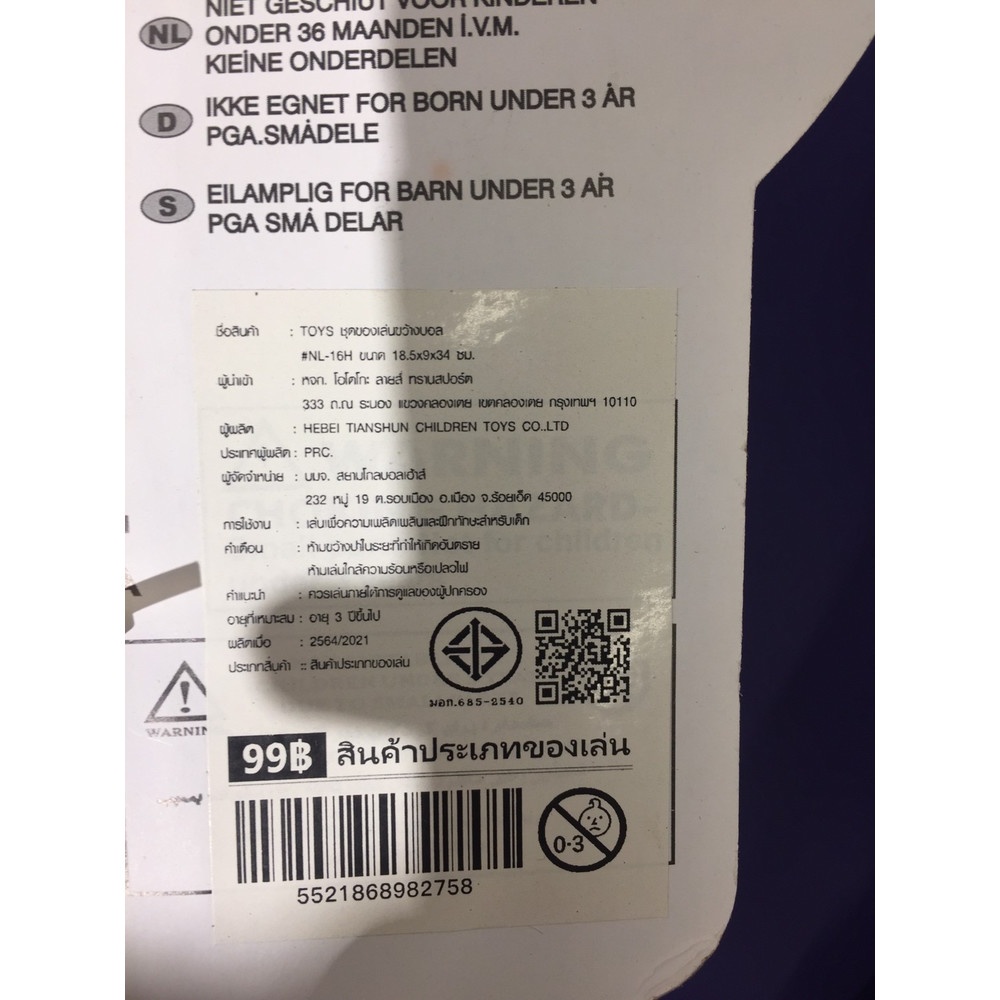 NIET GESCHIUT VOOR KINDEREN
NL ONDER 36 MAANDEN İ.V.M.
KIEİNE ONDERDELEN
D IKKE EGNET FOR BORN UNDER 3 ȦR
PGA.SMȦDELE
S EILAMPLIG FOR BARN UNDER 3 AṘ
PGA SMȦ DELAR
ชื่อสินค้า : TOYS ชุดของเล่นขว้างบอล
#NL-16H ขนาด 18.5x9x34 ซม.
ผู้นำเข้า : หจก. โอโตโกะ ลายส์ ทรานสปอร์ต
333 ถ.ณ ระนอง แขวงคลองเตย เขตคลองเตย กรุงเทพฯ 10110
ผู้ผลิต : HEBEI TIANSHUN CHILDREN TOYS CO.,LTD
ประเทศผู้ผลิต : PRC.
ผู้จัดจำหน่าย : บมจ. สยามโกลบอลเฮ้าส์
232 หมู่ 19 ต.รอบเมือง อ.เมือง จ.ร้อยเอ็ด 45000
การใช้งาน : เล่นเพื่อความเพลิดเพลินและฝึกทักษะสำหรับเด็ก
คำเตือน : ห้ามขว้างปาในระยะที่ทำให้เกิดอันตราย
ห้ามเล่นใกล้ความร้อนหรือเปลวไฟ
คำแนะนำ : ควรเล่นภายใต้การดูแลของผู้ปกครอง
อายุที่เหมาะสม : อายุ 3 ปีขึ้นไป
ผลิตเมื่อ : 2564/2021
ประเภทสินค้า :: สินค้าประเภทของเล่น
มอก.685-2540
WARNIN
99฿ สินค้าประเภทของเล่น
0-3
5521868982758